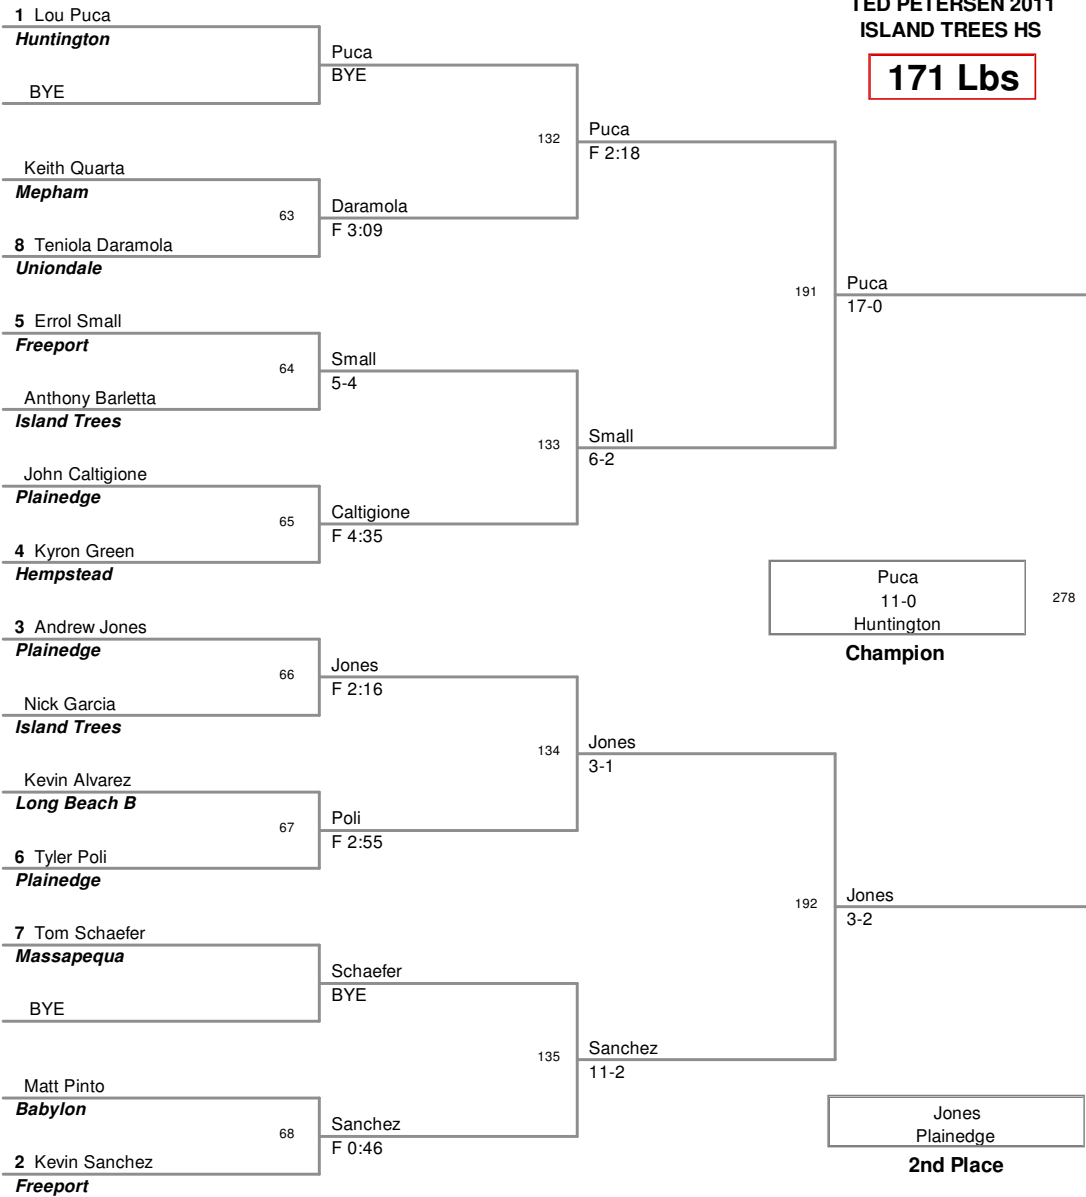 TED PETERSEN 2011
ISLAND TREES HS
171 Lbs
1 Lou Puca
Huntington
BYE
Keith Quarta
Mepham
63
8 Teniola Daramola
Uniondale
5 Errol Small
Freeport
64
Anthony Barletta
Island Trees
John Caltigione
Plainedge
65
4 Kyron Green
Hempstead
3 Andrew Jones
Plainedge
66
Nick Garcia
Island Trees
Kevin Alvarez
Long Beach B
67
6 Tyler Poli
Plainedge
7 Tom Schaefer
Massapequa
BYE
Matt Pinto
Babylon
68
2 Kevin Sanchez
Freeport
Puca
BYE
132
Daramola
F 3:09
Small
5-4
133
Caltigione
F 4:35
Jones
F 2:16
134
Poli
F 2:55
Schaefer
BYE
135
Sanchez
F 0:46
Puca
F 2:18
191
Small
6-2
Jones
3-1
192
Sanchez
11-2
Puca
17-0
Jones
3-2
Puca
11-0
Huntington
278
Champion
Jones
Plainedge
2nd Place